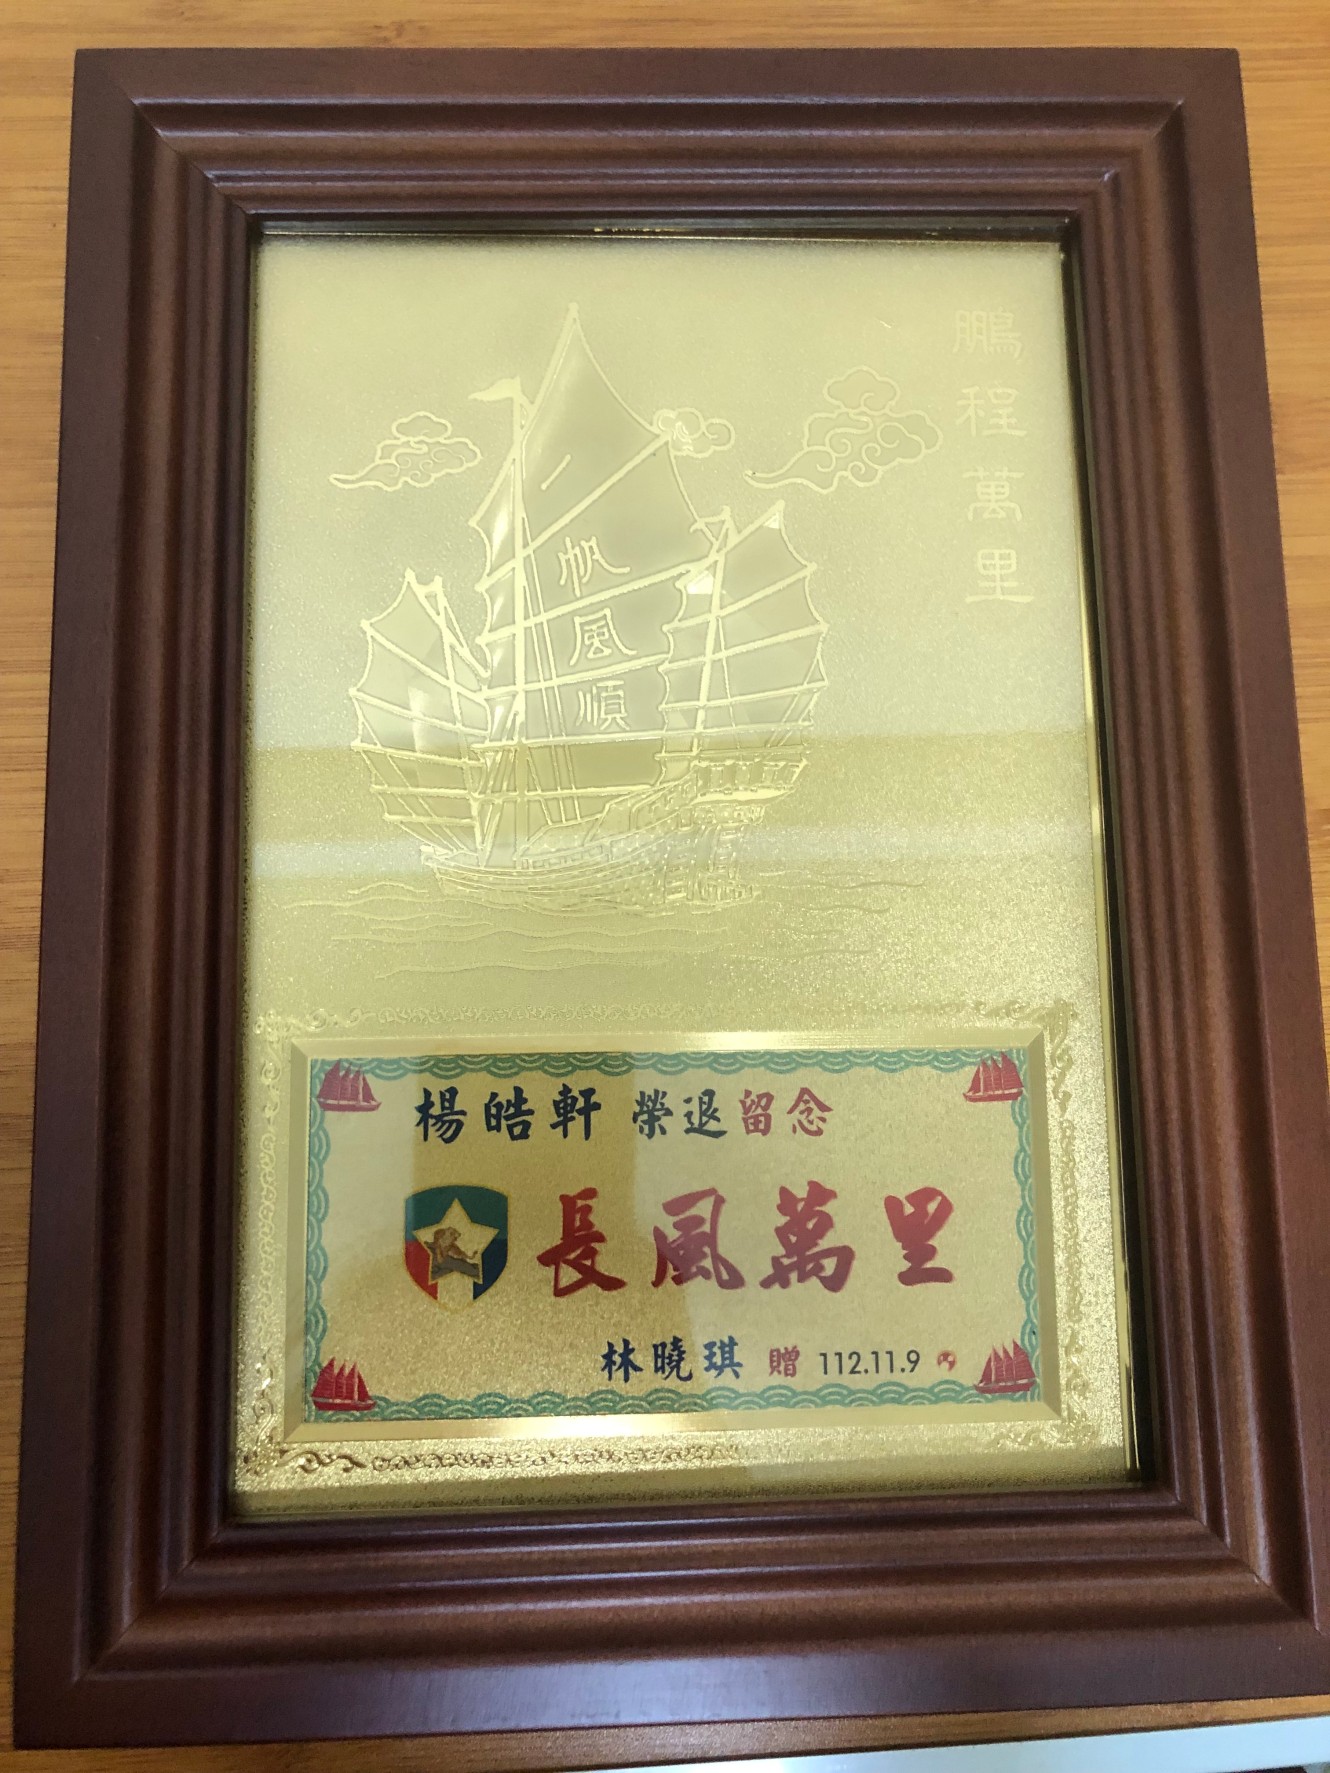 鵬程萬里
帆風順
楊皓軒 榮退留念
長風萬里
林曉琪 贈 112.11.9